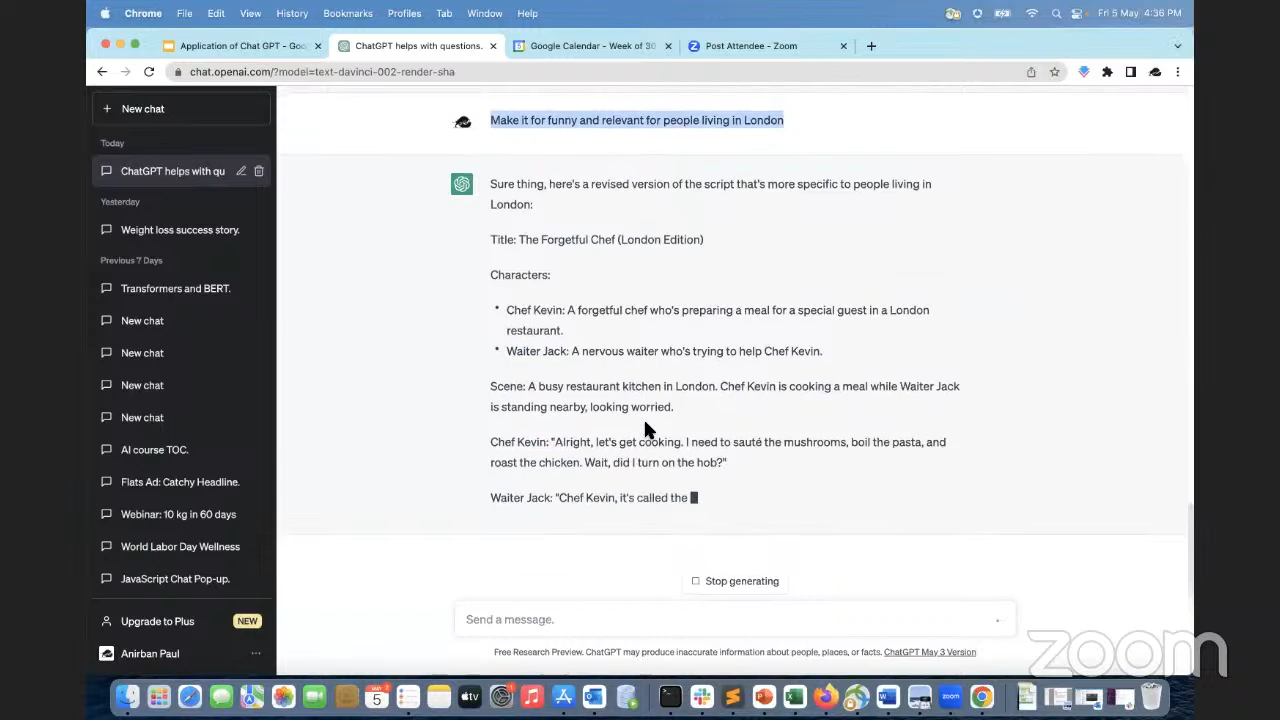 Chrome File Edit View History Bookmarks Profiles Tab Window Help Fri 5 May 4:36 PM
Application of Chat GPT - Goo ChatGPT helps with questions. Google Calendar - Week of 30 Post Attendee - Zoom
chat.openai.com/?model=text-davinci-002-render-sha
New chat
Today
ChatGPT helps with qu
Yesterday
Weight loss success story.
Previous 7 Days
Transformers and BERT.
New chat
New chat
New chat
New chat
AI course TOC.
Flats Ad: Catchy Headline.
Webinar: 10 kg in 60 days
World Labor Day Wellness
JavaScript Chat Pop-up.
Upgrade to Plus NEW
Anirban Paul
Make it for funny and relevant for people living in London
Sure thing, here's a revised version of the script that's more specific to people living in
London:
Title: The Forgetful Chef (London Edition)
Characters:
• Chef Kevin: A forgetful chef who's preparing a meal for a special guest in a London
restaurant.
• Waiter Jack: A nervous waiter who's trying to help Chef Kevin.
Scene: A busy restaurant kitchen in London. Chef Kevin is cooking a meal while Waiter Jack
is standing nearby, looking worried.
Chef Kevin: "Alright, let's get cooking. I need to sauté the mushrooms, boil the pasta, and
roast the chicken. Wait, did I turn on the hob?"
Waiter Jack: "Chef Kevin, it's called the
Stop generating
Send a message.
Free Research Preview. ChatGPT may produce inaccurate information about people, places, or facts. ChatGPT May 3 Version
zoom
5
tv
zoom